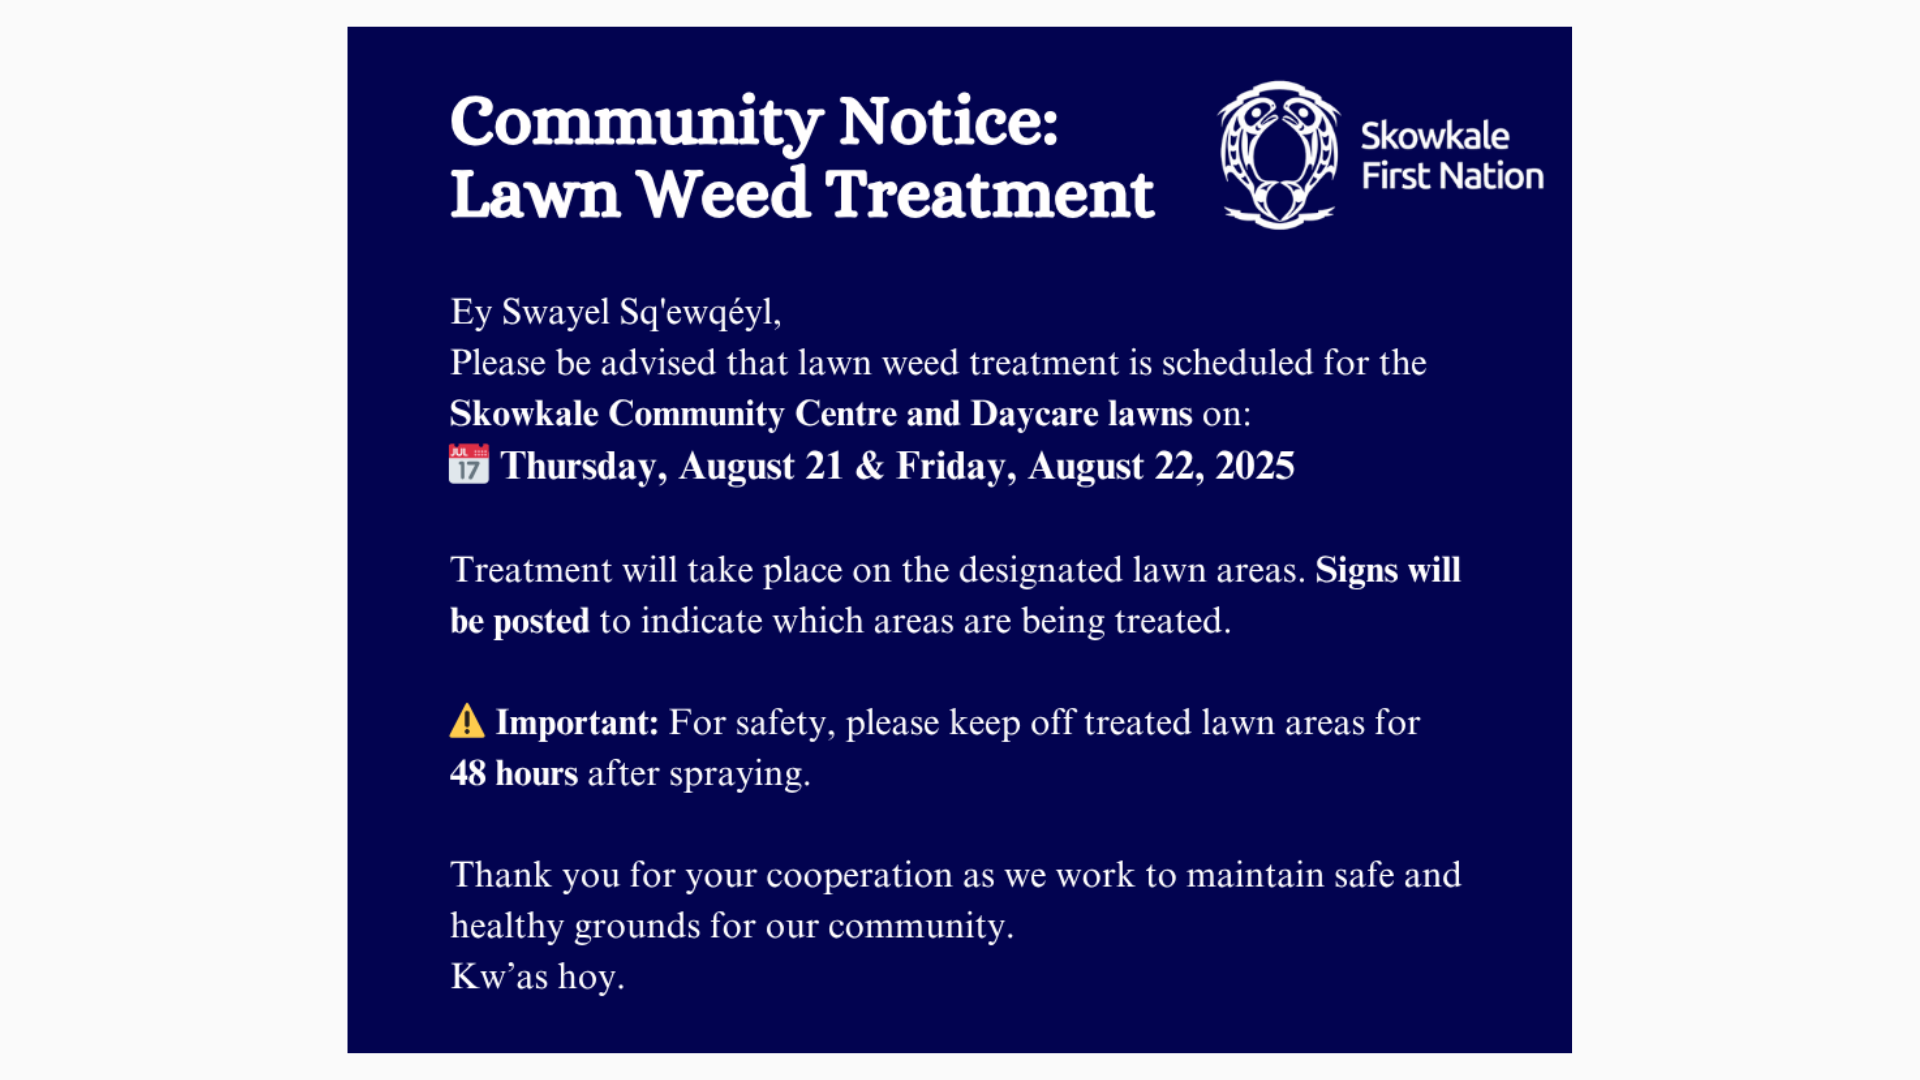 Community Notice:
Lawn Weed Treatment
Skowkale
First Nation
Ey Swayel Sq'ewqéyl,
Please be advised that lawn weed treatment is scheduled for the
Skowkale Community Centre and Daycare lawns on:
📅 Thursday, August 21 & Friday, August 22, 2025
Treatment will take place on the designated lawn areas. Signs will
be posted to indicate which areas are being treated.
⚠️ Important: For safety, please keep off treated lawn areas for
48 hours after spraying.
Thank you for your cooperation as we work to maintain safe and
healthy grounds for our community.
Kw’as hoy.